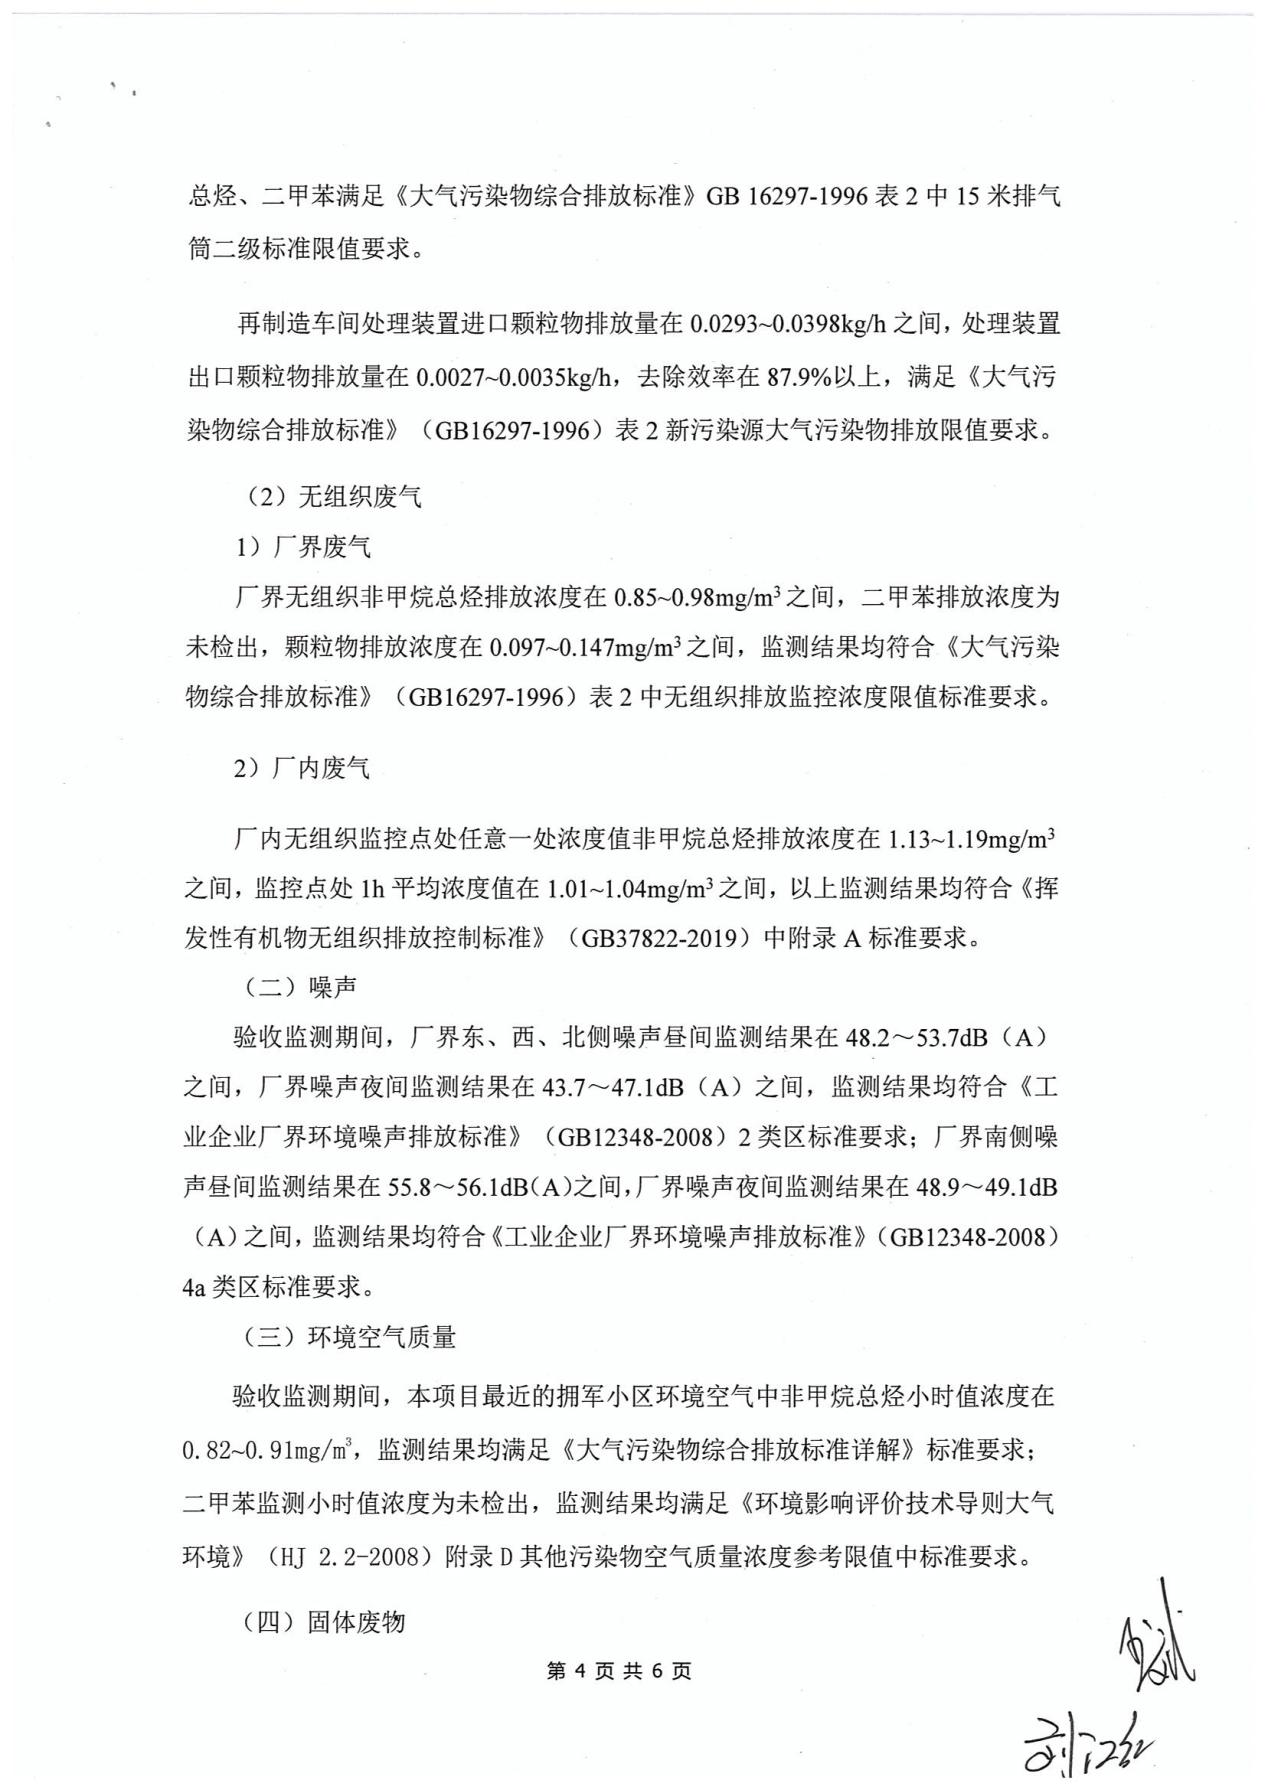 总烃、二甲苯满足《大气污染物综合排放标准》GB 16297-1996 表 2 中 15 米排气
筒二级标准限值要求。
再制造车间处理装置进口颗粒物排放量在 0.0293~0.0398kg/h 之间，处理装置
出口颗粒物排放量在 0.0027~0.0035kg/h，去除效率在 87.9%以上，满足《大气污
染物综合排放标准》（GB16297-1996）表 2 新污染源大气污染物排放限值要求。
（2）无组织废气
1）厂界废气
厂界无组织非甲烷总烃排放浓度在 0.85~0.98mg/m³之间，二甲苯排放浓度为
未检出，颗粒物排放浓度在 0.097~0.147mg/m³之间，监测结果均符合《大气污染
物综合排放标准》（GB16297-1996）表 2 中无组织排放监控浓度限值标准要求。
2）厂内废气
厂内无组织监控点处任意一处浓度值非甲烷总烃排放浓度在 1.13~1.19mg/m³
之间，监控点处 1h 平均浓度值在 1.01~1.04mg/m³之间，以上监测结果均符合《挥
发性有机物无组织排放控制标准》（GB37822-2019）中附录 A 标准要求。
（二）噪声
验收监测期间，厂界东、西、北侧噪声昼间监测结果在 48.2～53.7dB（A）
之间，厂界噪声夜间监测结果在 43.7～47.1dB（A）之间，监测结果均符合《工
业企业厂界环境噪声排放标准》（GB12348-2008）2 类区标准要求；厂界南侧噪
声昼间监测结果在 55.8～56.1dB（A）之间，厂界噪声夜间监测结果在 48.9～49.1dB
（A）之间，监测结果均符合《工业企业厂界环境噪声排放标准》（GB12348-2008）
4a 类区标准要求。
（三）环境空气质量
验收监测期间，本项目最近的拥军小区环境空气中非甲烷总烃小时值浓度在
0.82~0.91mg/m³，监测结果均满足《大气污染物综合排放标准详解》标准要求；
二甲苯监测小时值浓度为未检出，监测结果均满足《环境影响评价技术导则大气
环境》（HJ 2.2-2008）附录 D 其他污染物空气质量浓度参考限值中标准要求。
（四）固体废物
第 4 页 共 6 页